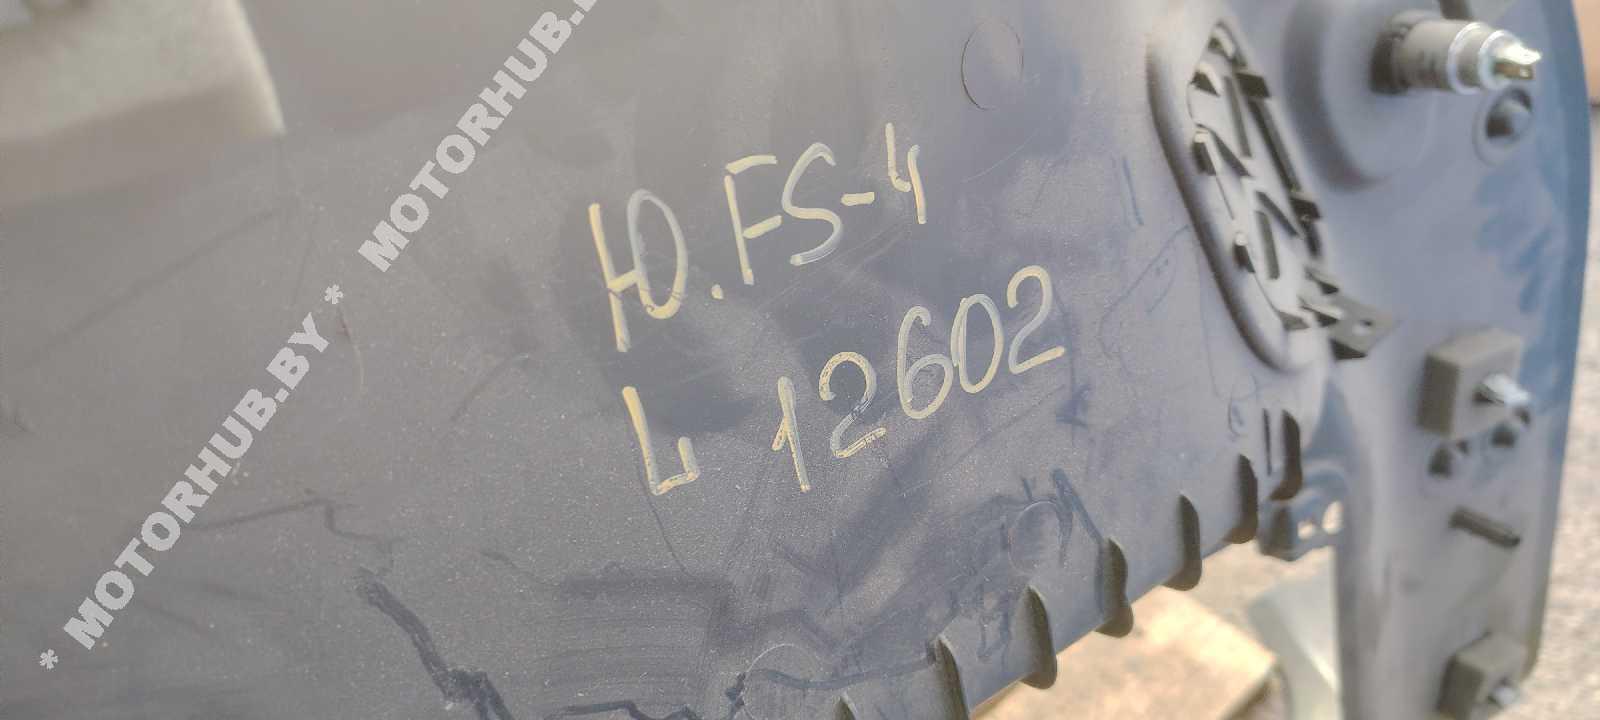 * MOTORHUB.BY * MOTORHUB.
Ю.FS-4
L 12602